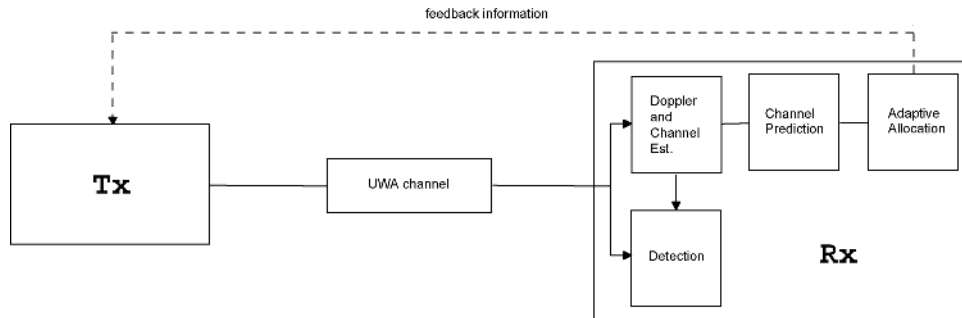 feedback information
Doppler
and
Channel
Est.
Channel
Prediction
Adaptive
Allocation
Tx
UWA channel
Detection
Rx